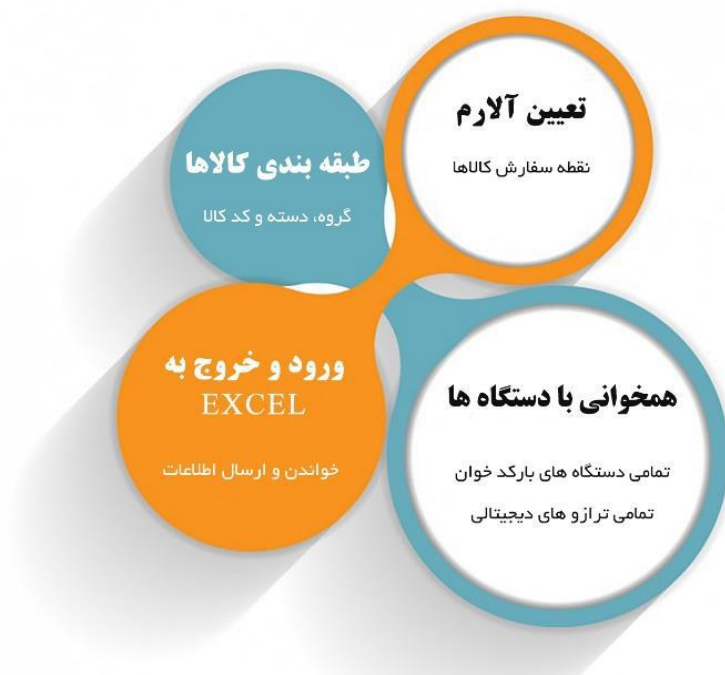 تعیین آلارم
نقطه سفارش کالاها
طبقه بندی کالاها
گروه، دسته و کد کالا
ورود و خروج به
EXCEL
خواندن و ارسال اطلاعات
همخوانی با دستگاه ها
تمامی دستگاه های بارکد خوان
تمامی ترازو های دیجیتالی